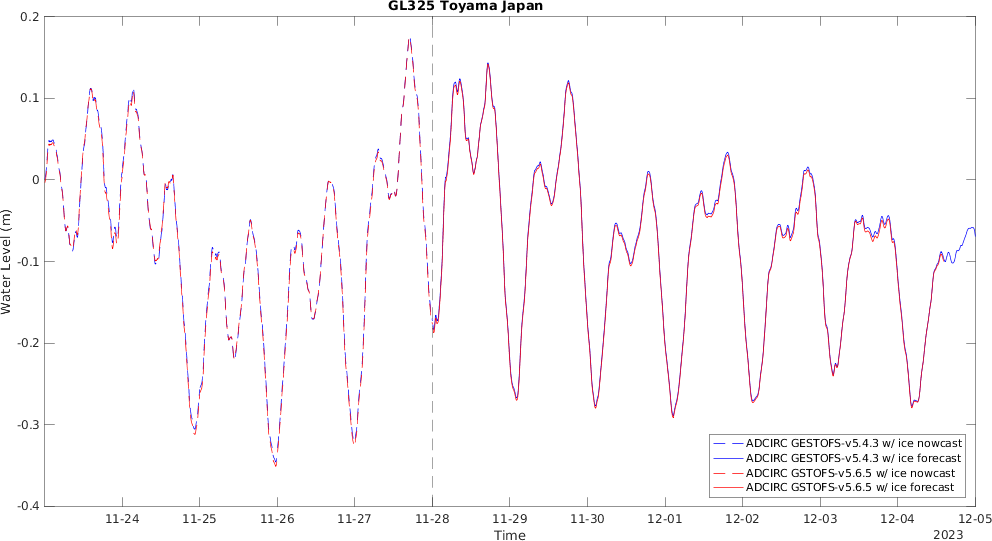 GL325 Toyama Japan
0.2
0.1
0
-0.1
-0.2
-0.3
-0.4
Water Level (m)
ADCIRC GESTOFS-v5.4.3 w/ ice nowcast
ADCIRC GESTOFS-v5.4.3 w/ ice forecast
ADCIRC GSTOFS-v5.6.5 w/ ice nowcast
ADCIRC GSTOFS-v5.6.5 w/ ice forecast
11-24 11-25 11-26 11-27 11-28 11-29 11-30 12-01 12-02 12-03 12-04 12-05
Time
2023